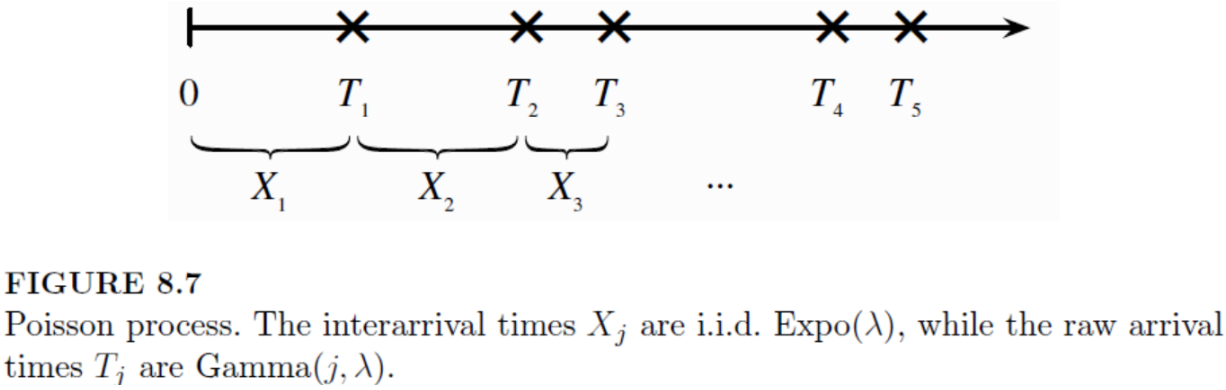 0 T₁ T₂ T₃ T₄ T₅
X₁ X₂ X₃ ...
FIGURE 8.7
Poisson process. The interarrival times Xⱼ are i.i.d. Expo(λ), while the raw arrival
times Tⱼ are Gamma(j, λ).